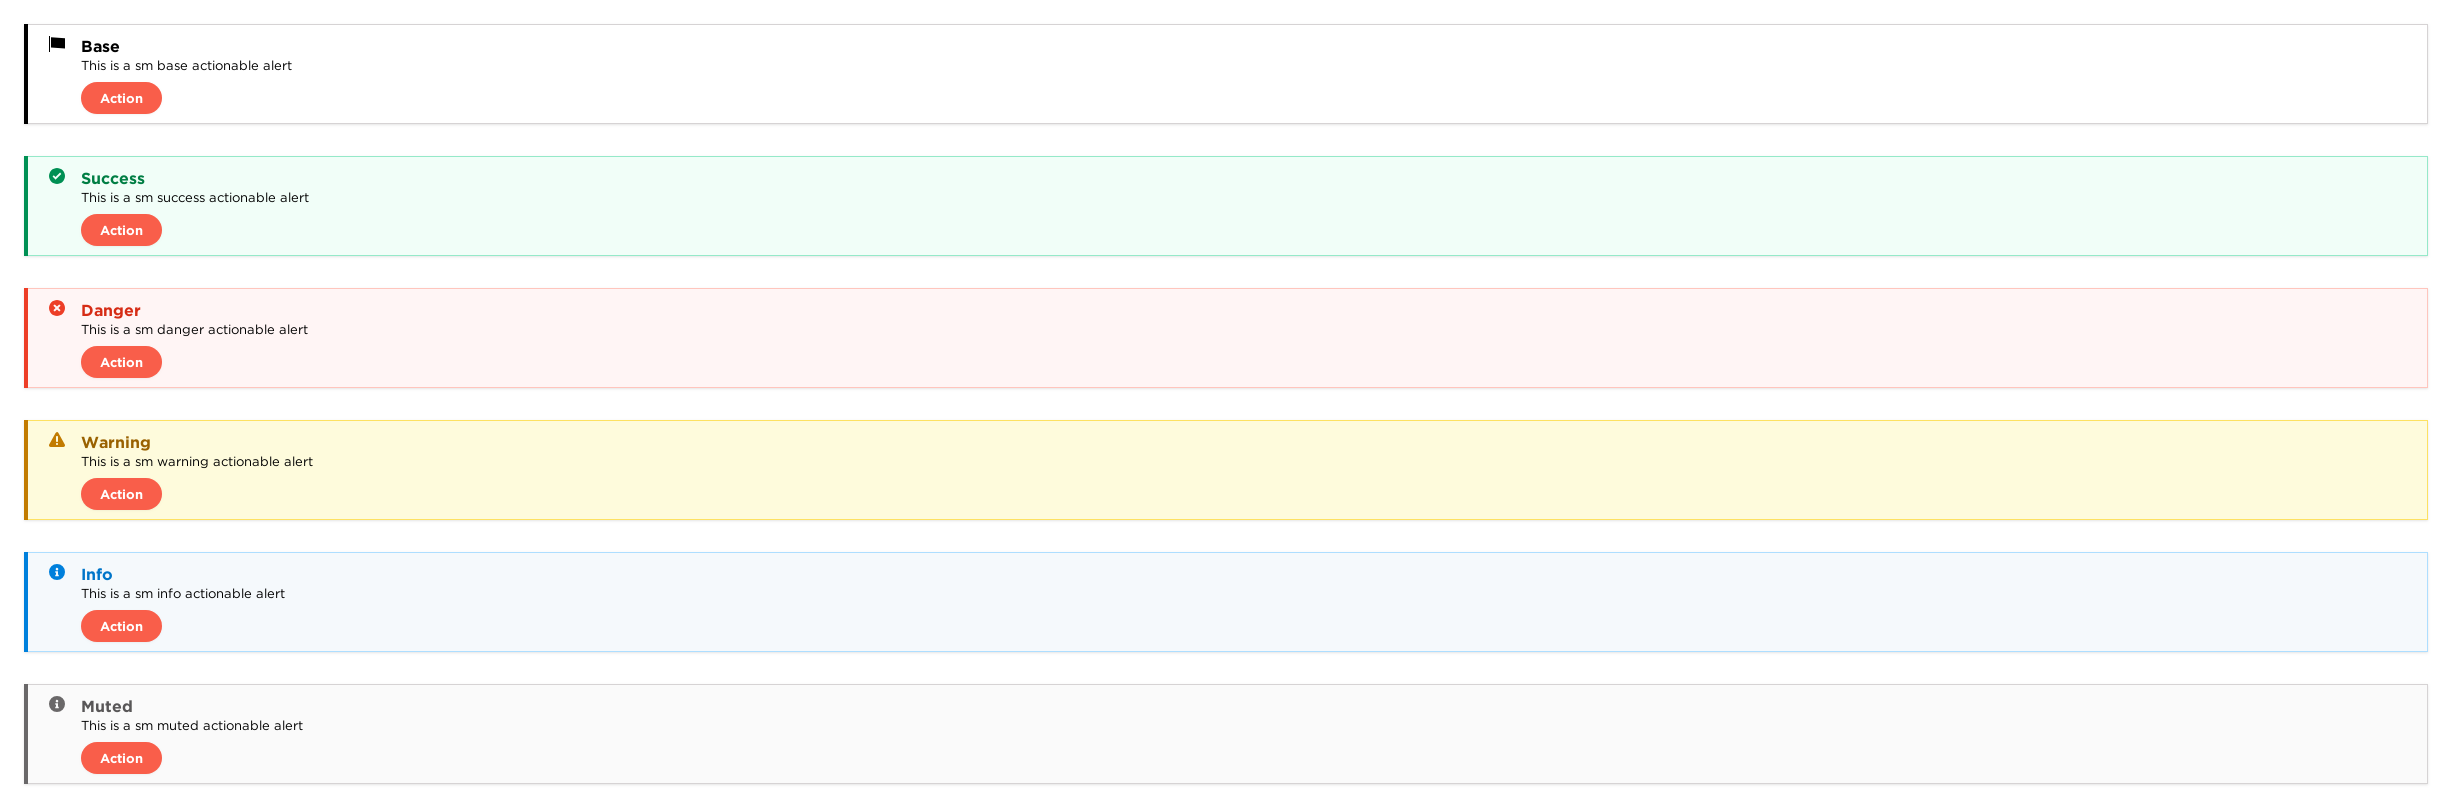 Base
This is a sm base actionable alert
Action
Success
This is a sm success actionable alert
Action
Danger
This is a sm danger actionable alert
Action
Warning
This is a sm warning actionable alert
Action
Info
This is a sm info actionable alert
Action
Muted
This is a sm muted actionable alert
Action